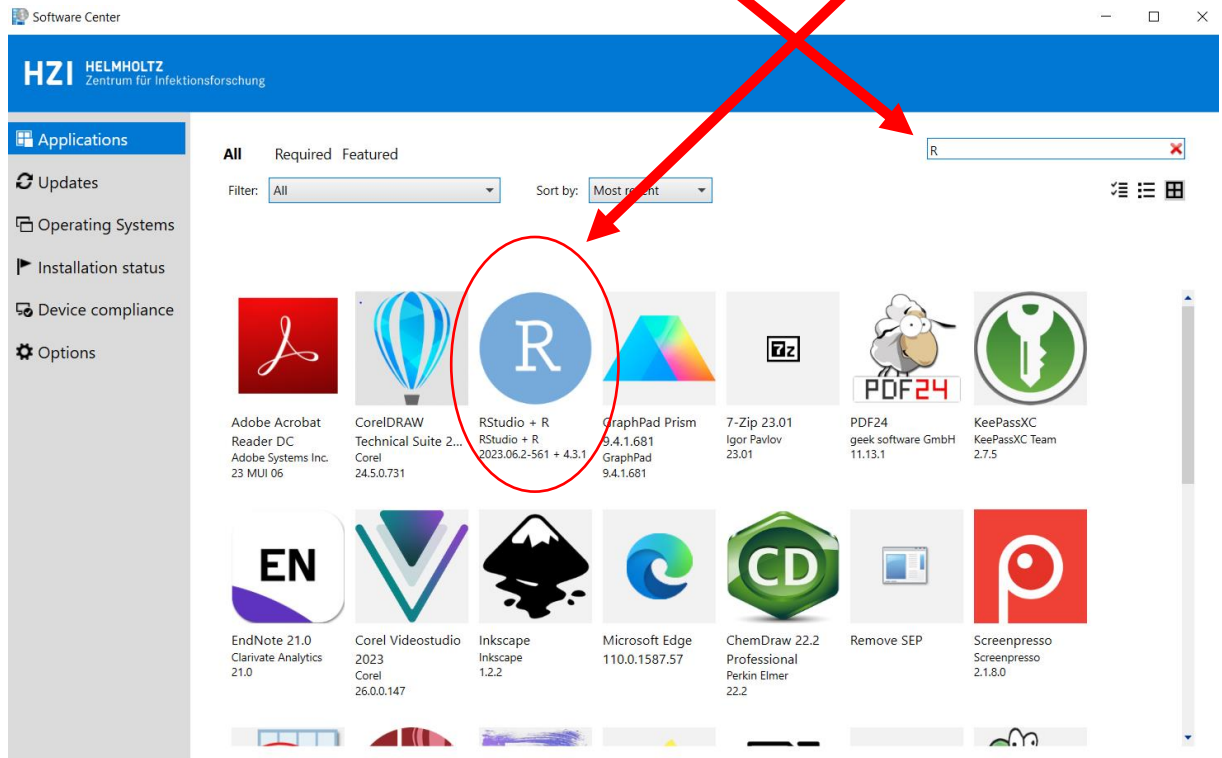 Software Center
HZI HELMHOLTZ
Zentrum für Infektionsforschung
Applications
Updates
Operating Systems
Installation status
Device compliance
Options
All Required Featured
R
Filter: All Sort by: Most recent
R
7z
PDF24
Adobe Acrobat
Reader DC
Adobe Systems Inc.
23 MUI 06
CorelDRAW
Technical Suite 2...
Corel
24.5.0.731
RStudio + R
RStudio + R
2023.06.2-561 + 4.3.1
GraphPad Prism
9.4.1.681
GraphPad
9.4.1.681
7-Zip 23.01
Igor Pavlov
23.01
PDF24
geek software GmbH
11.13.1
KeePassXC
KeePassXC Team
2.7.5
EN
CD
EndNote 21.0
Clarivate Analytics
21.0
Corel Videostudio
2023
Corel
26.0.0.147
Inkscape
Inkscape
1.2.2
Microsoft Edge
110.0.1587.57
ChemDraw 22.2
Professional
Perkin Elmer
22.2
Remove SEP
Screenpresso
Screenpresso
2.1.8.0